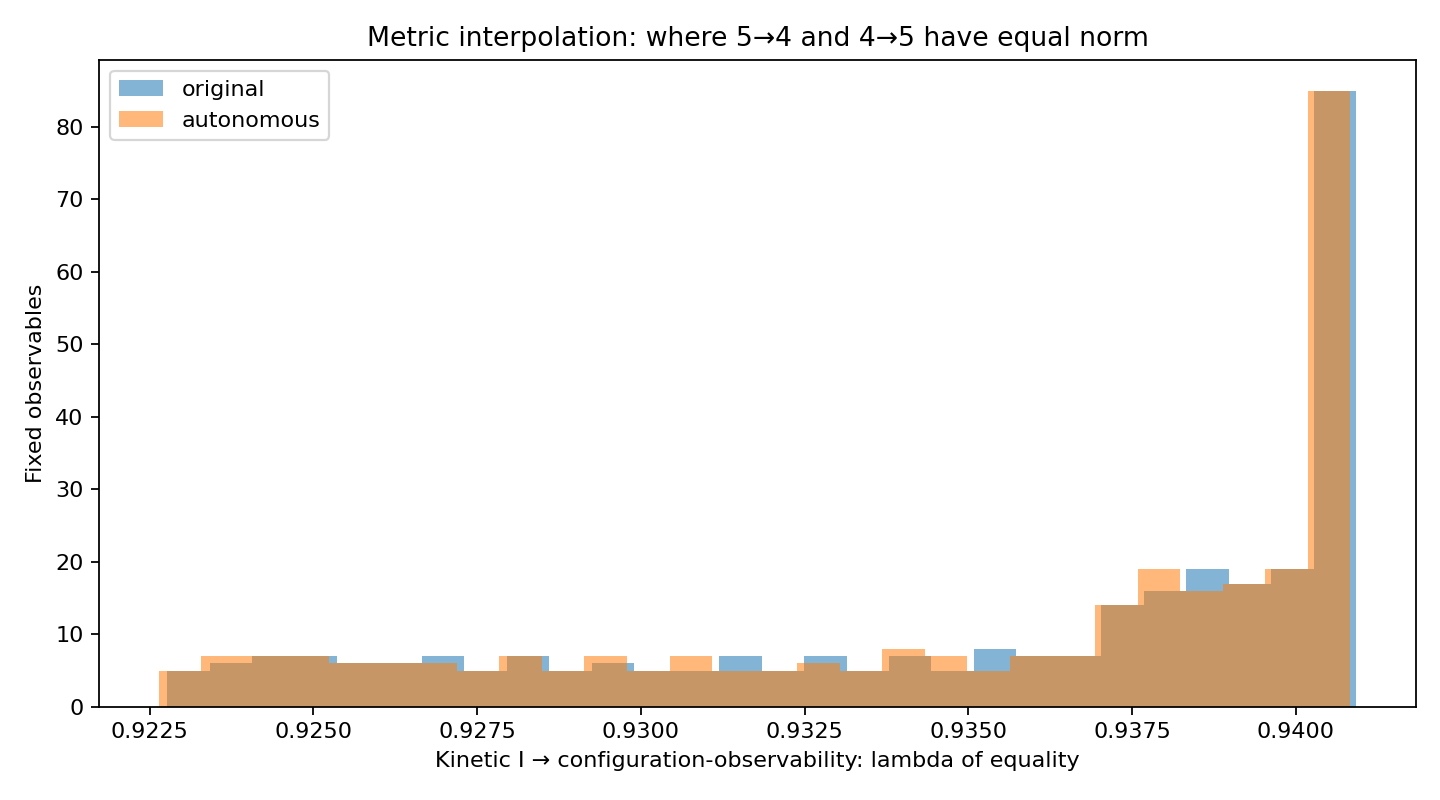 Metric interpolation: where 5→4 and 4→5 have equal norm
original
autonomous
Fixed observables
80
70
60
50
40
30
20
10
0
0.9225 0.9250 0.9275 0.9300 0.9325 0.9350 0.9375 0.9400
Kinetic I → configuration-observability: lambda of equality